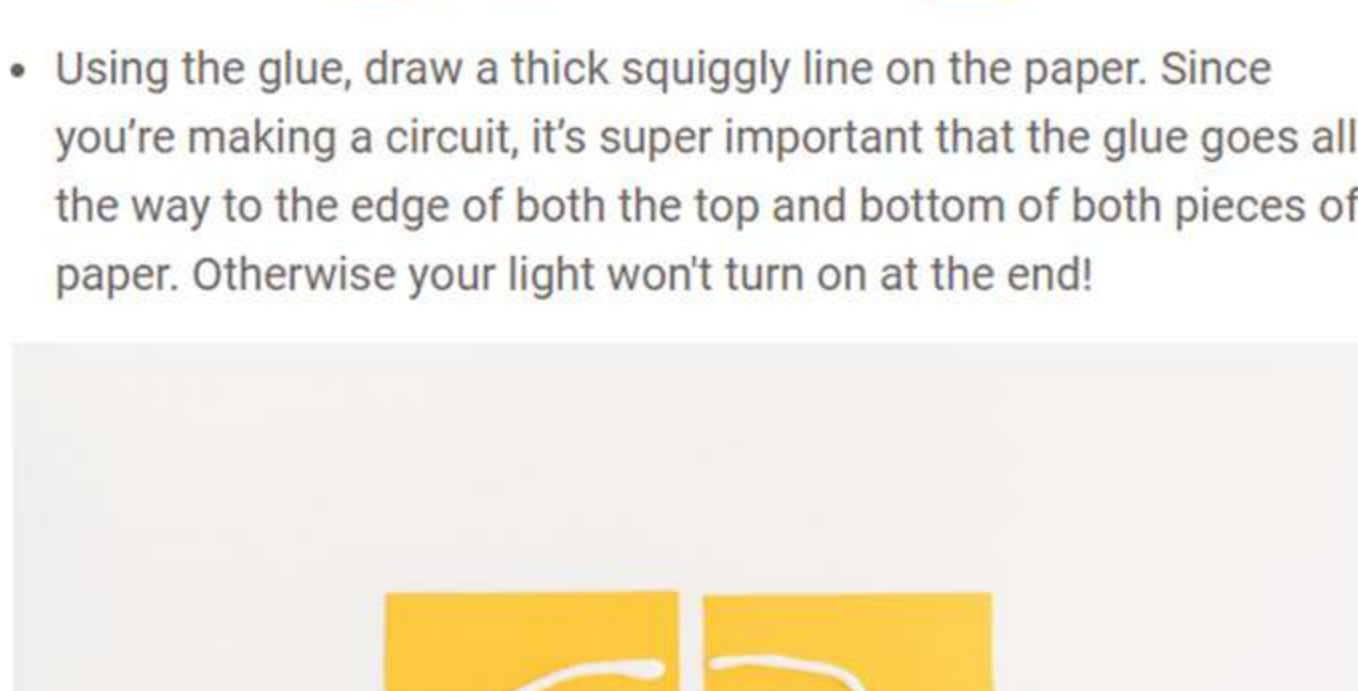 • Using the glue, draw a thick squiggly line on the paper. Since
you’re making a circuit, it’s super important that the glue goes all
the way to the edge of both the top and bottom of both pieces of
paper. Otherwise your light won't turn on at the end!